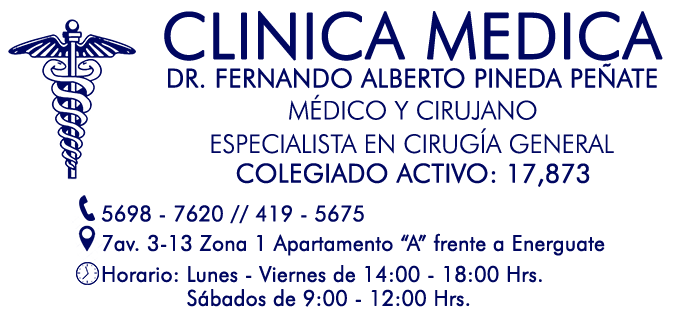 CLINICA MEDICA
DR. FERNANDO ALBERTO PINEDA PEÑATE
MÉDICO Y CIRUJANO
ESPECIALISTA EN CIRUGÍA GENERAL
COLEGIADO ACTIVO: 17,873
5698 - 7620 // 419 - 5675
7av. 3-13 Zona 1 Apartamento “A” frente a Energuate
Horario: Lunes - Viernes de 14:00 - 18:00 Hrs.
Sábados de 9:00 - 12:00 Hrs.